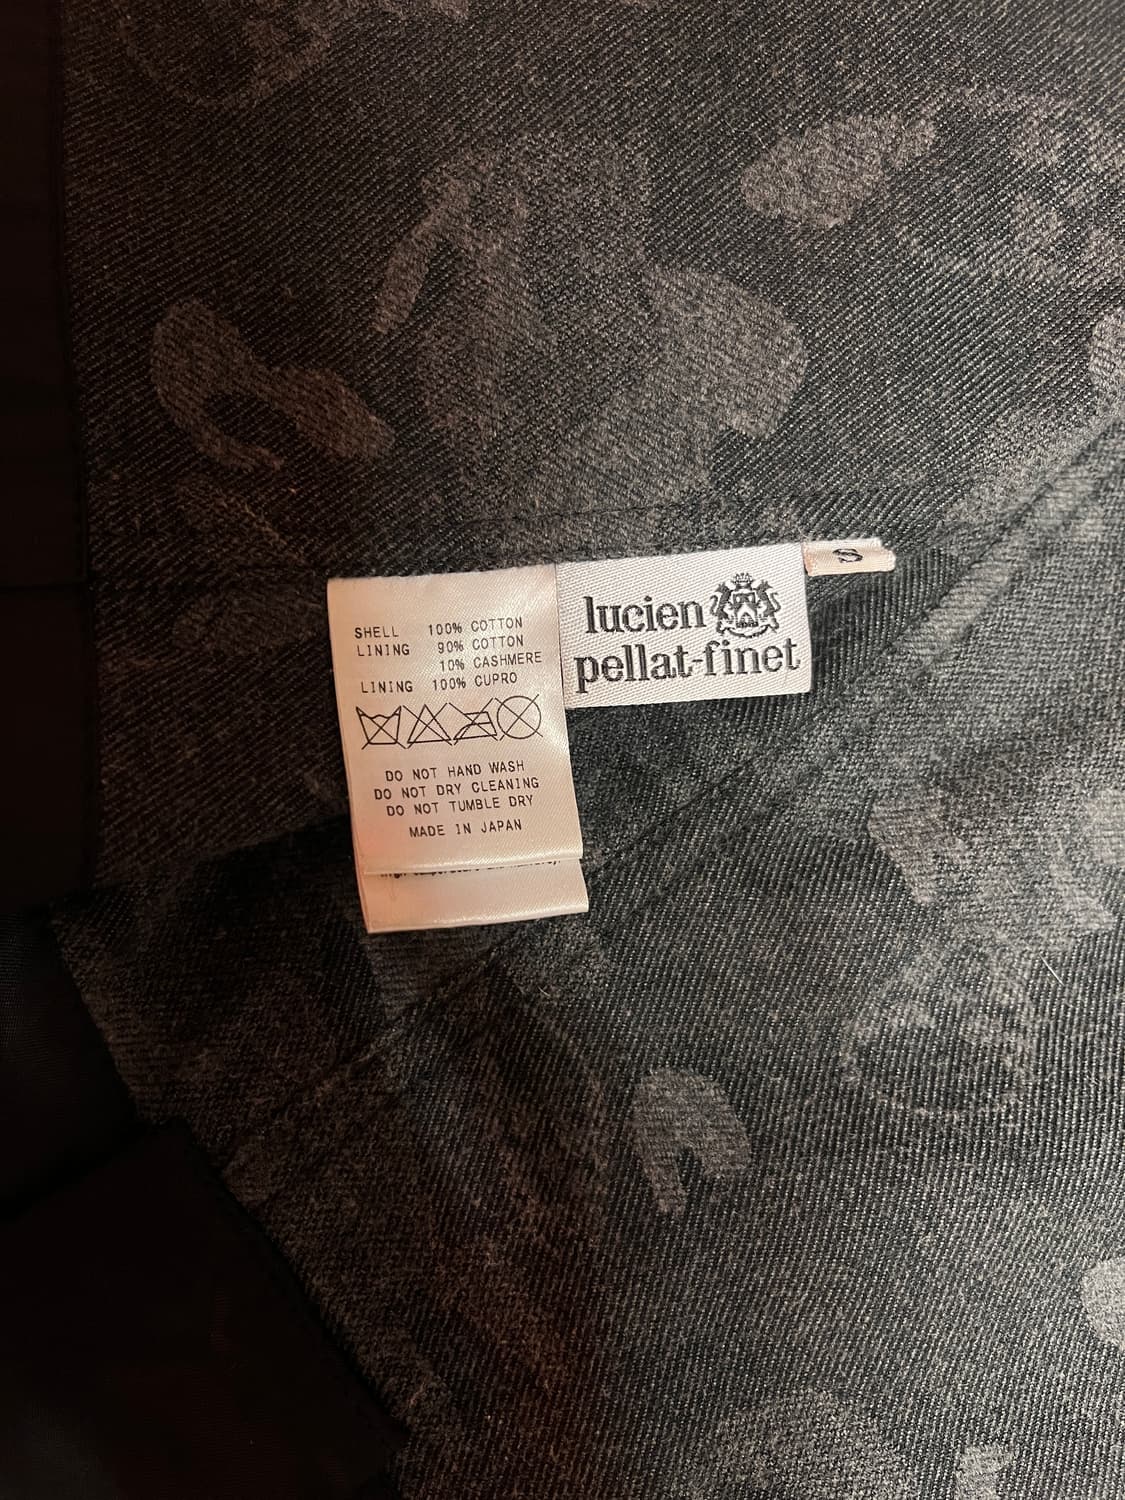 SHELL 100% COTTON
LINING 90% COTTON
10% CASHMERE
LINING 100% CUPRO
DO NOT HAND WASH
DO NOT DRY CLEANING
DO NOT TUMBLE DRY
MADE IN JAPAN
lucien
pellat-finet
S